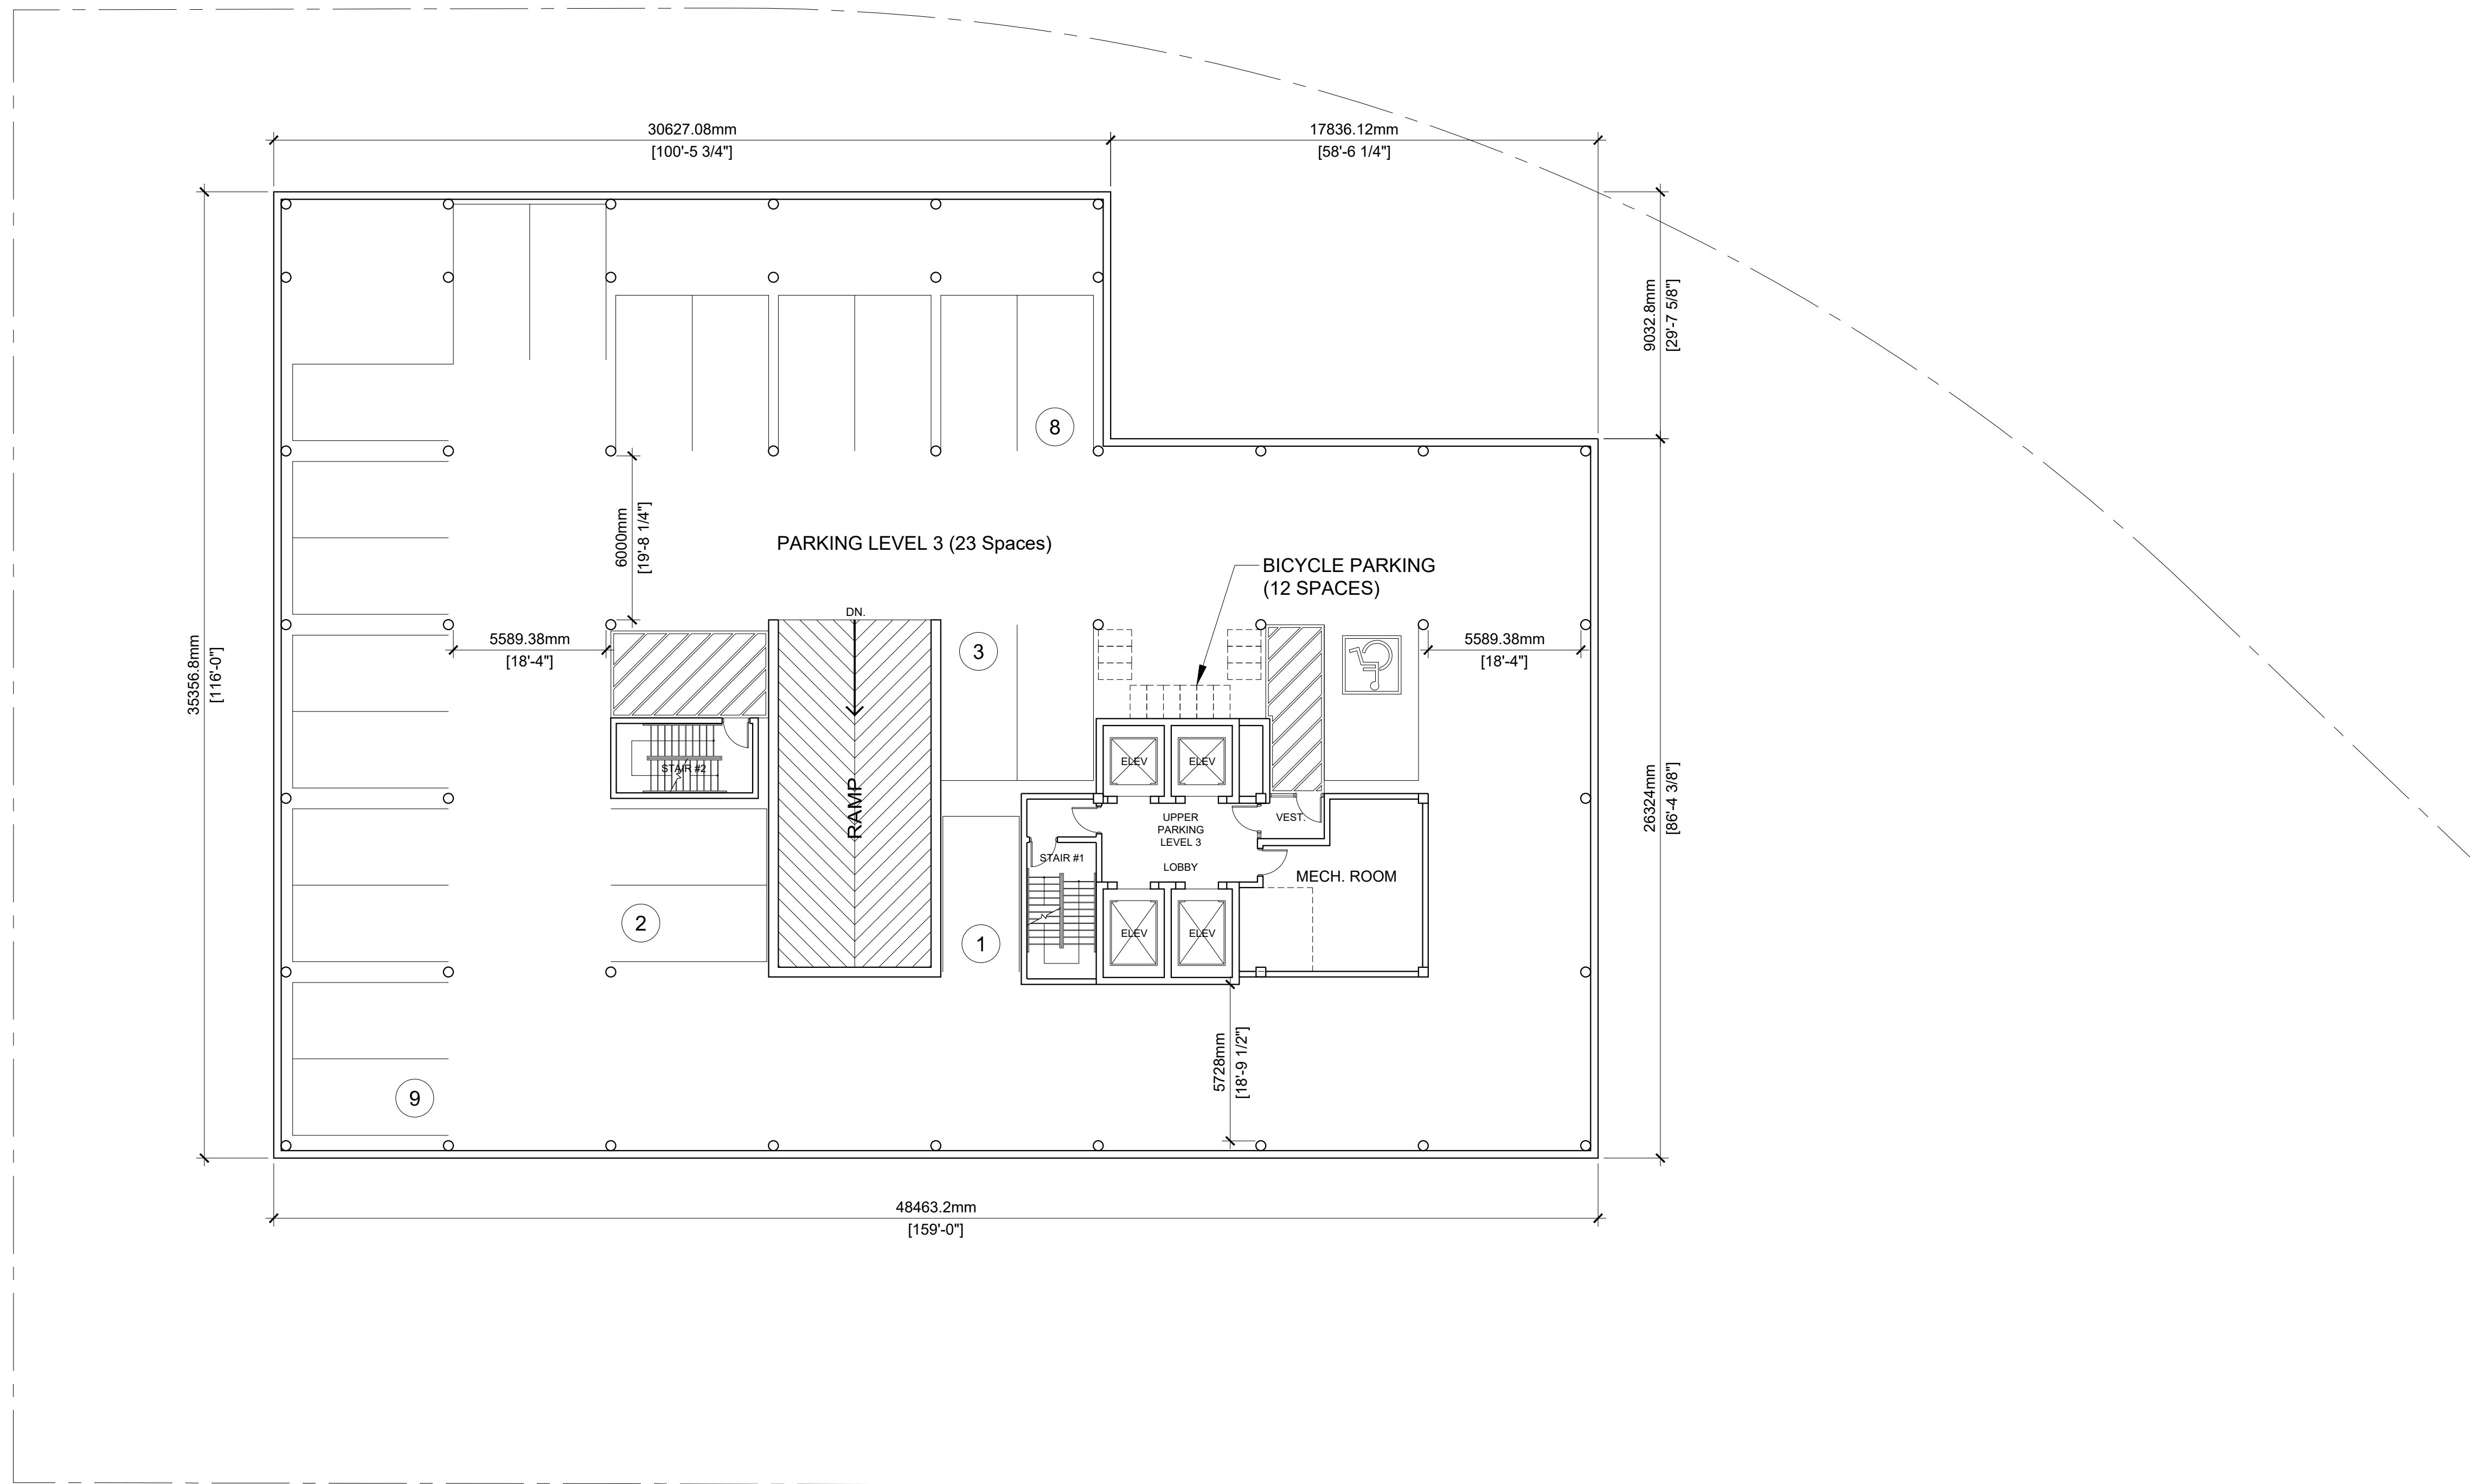 30627.08mm
[100'-5 3/4"]
17836.12mm
[58'-6 1/4"]
9032.8mm
[29'-7 5/8"]
8
6000mm
[19'-8 1/4"]
PARKING LEVEL 3 (23 Spaces)
BICYCLE PARKING
(12 SPACES)
DN.
35356.8mm
[116'-0"]
5589.38mm
[18'-4"]
3
5589.38mm
[18'-4"]
STAIR #2
RAMP
ELEV
ELEV
26324mm
[86'-4 3/8"]
UPPER
PARKING
LEVEL 3
LOBBY
VEST.
STAIR #1
MECH. ROOM
2
1
ELEV
ELEV
5728mm
[18'-9 1/2"]
9
48463.2mm
[159'-0"]